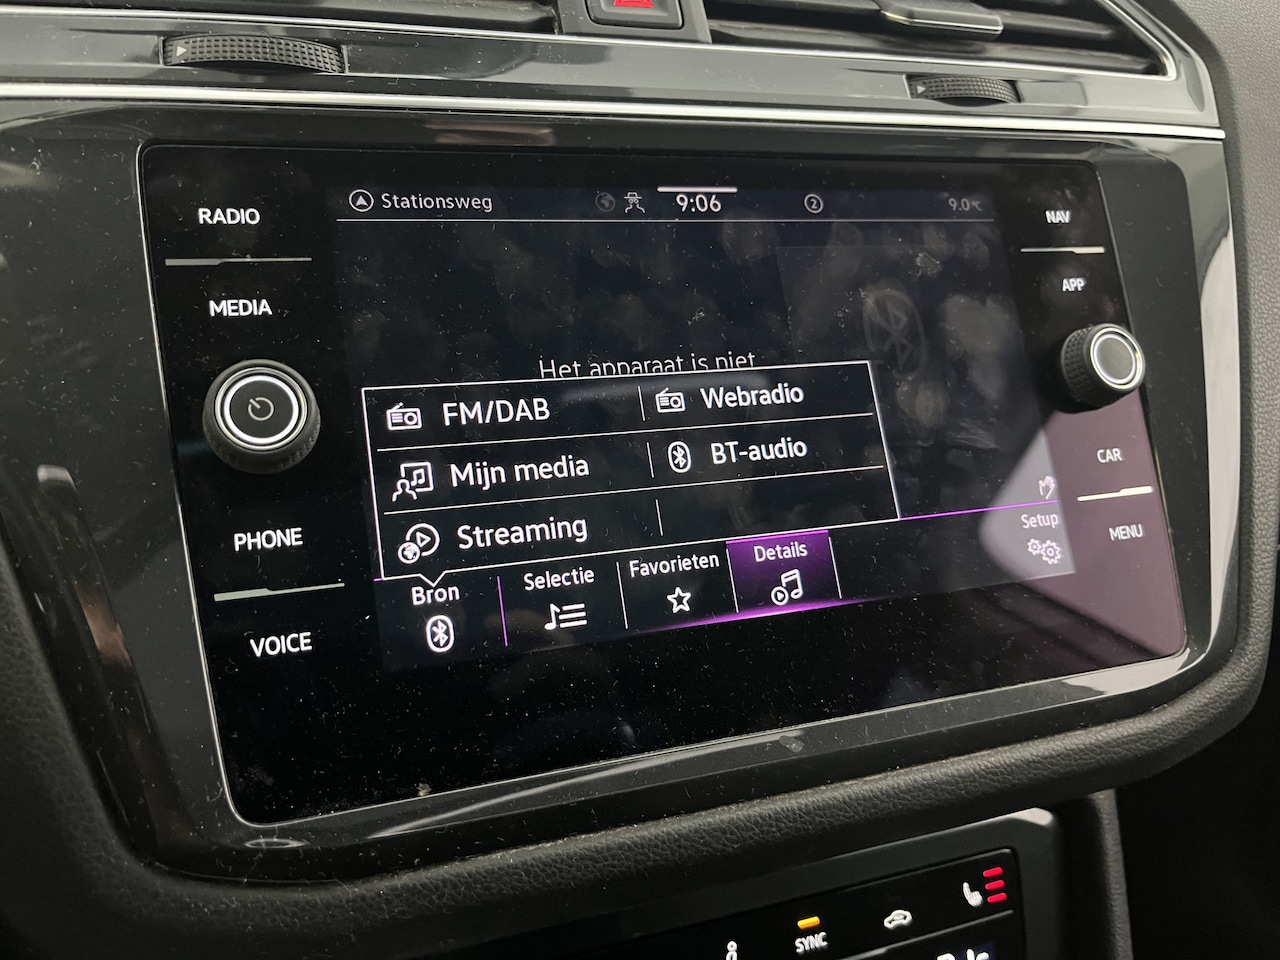 RADIO
MEDIA
PHONE
VOICE
Stationsweg
9:06
2
9.0°C
Het apparaat is niet
FM/DAB
Webradio
Mijn media
BT-audio
Streaming
Bron
Selectie
Favorieten
Details
Setup
NAV
APP
CAR
MENU
SYNC